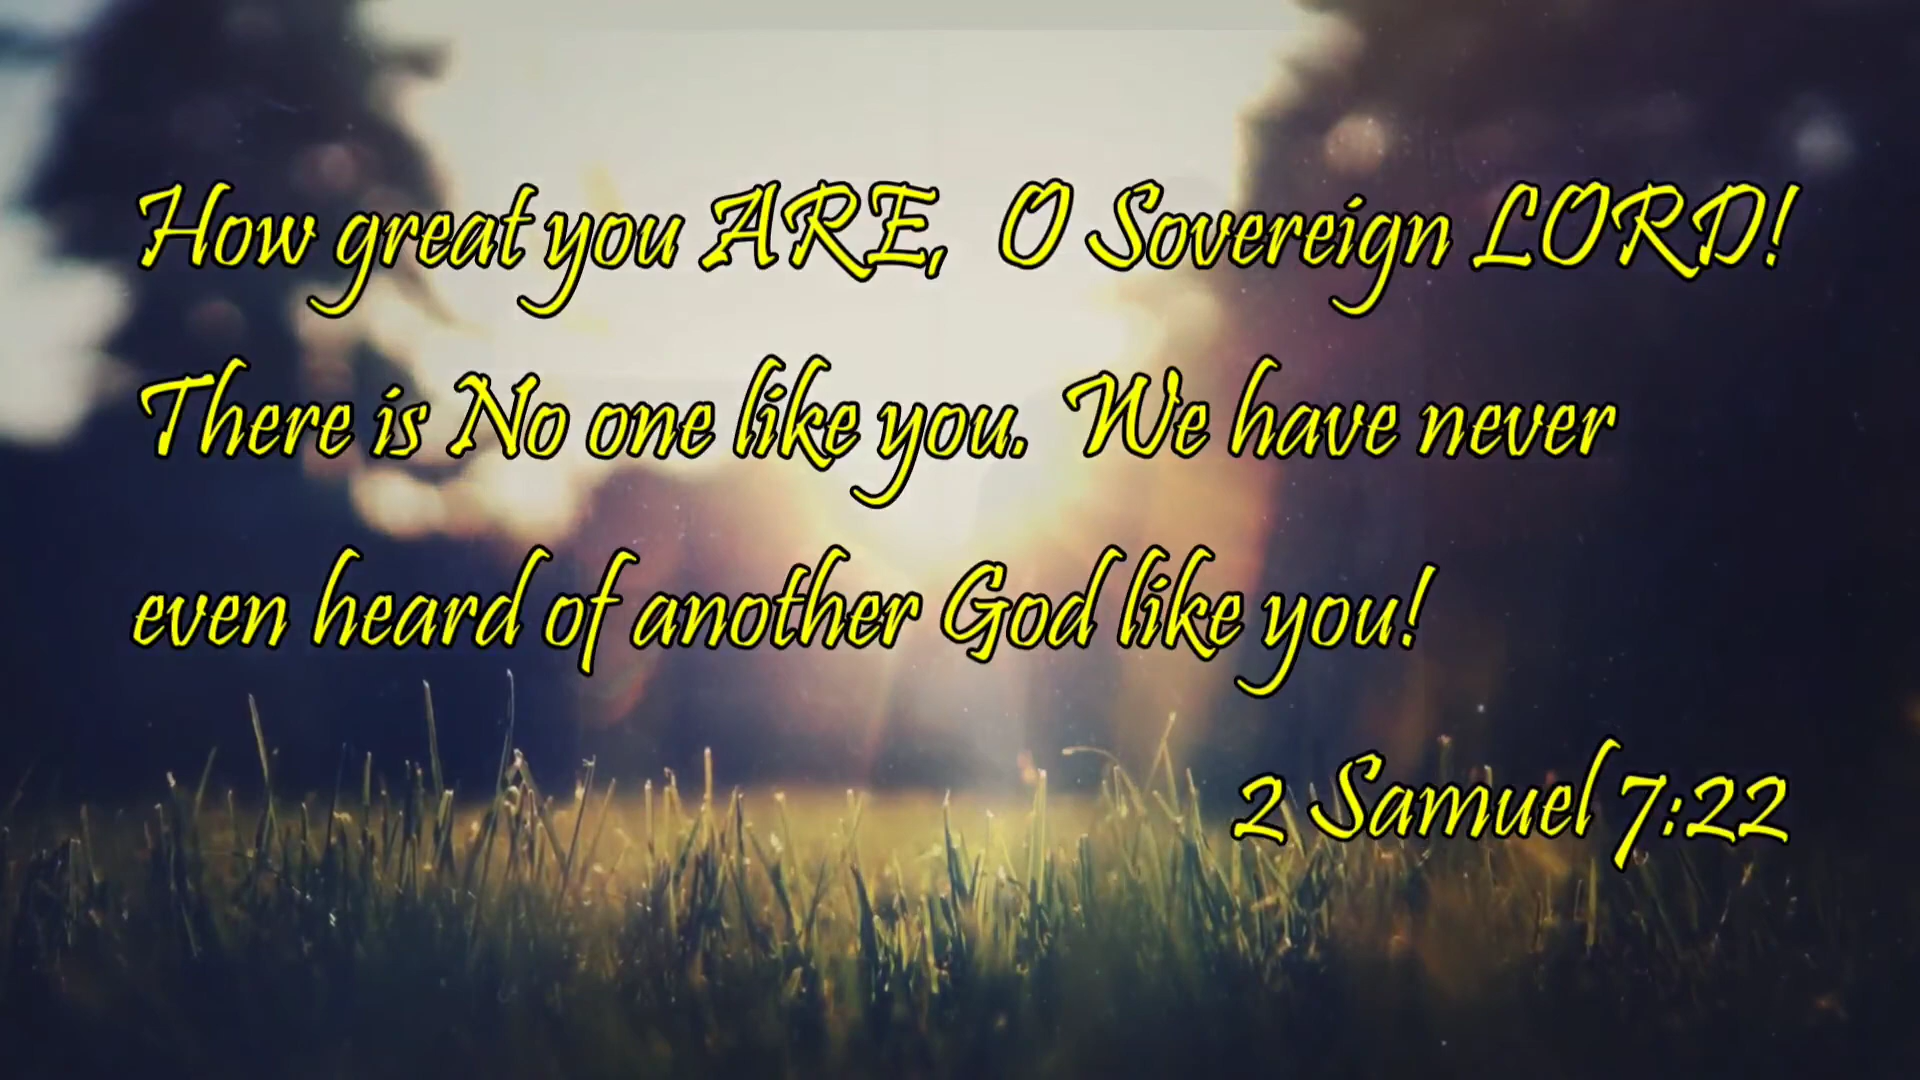 How great you ARE, O Sovereign LORD!
There is No one like you. We have never
even heard of another God like you!
2 Samuel 7:22